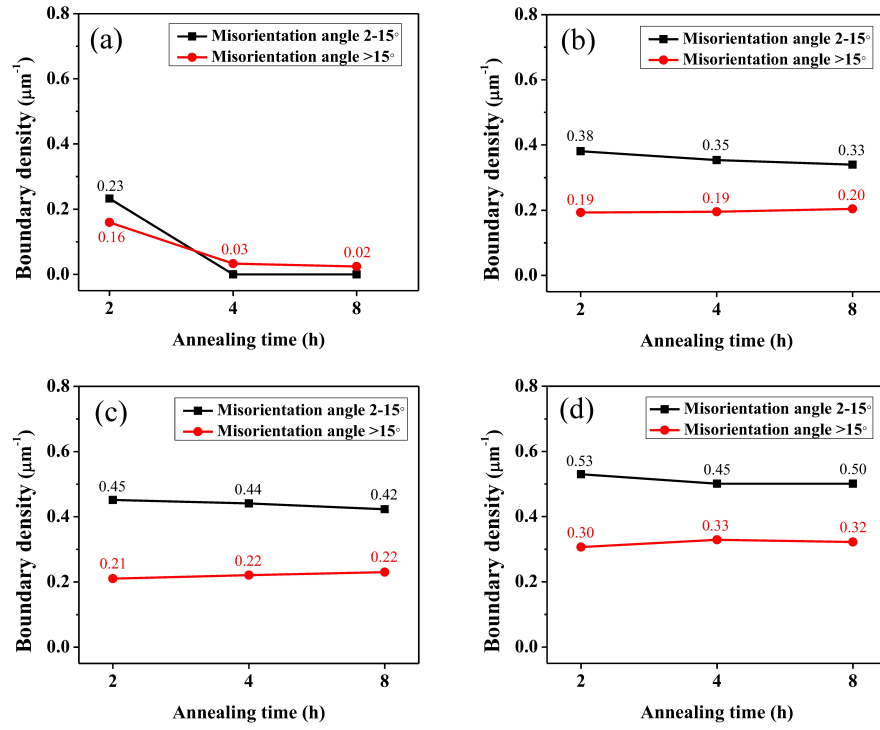 (a)
Misorientation angle 2-15°
Misorientation angle >15°
Boundary density (μm⁻¹)
0.8
0.6
0.4
0.2
0.0
0.23
0.16
0.03
0.02
2
4
8
Annealing time (h)
(b)
Misorientation angle 2-15°
Misorientation angle >15°
Boundary density (μm⁻¹)
0.8
0.6
0.4
0.2
0.0
0.38
0.35
0.33
0.19
0.19
0.20
2
4
8
Annealing time (h)
(c)
Misorientation angle 2-15°
Misorientation angle >15°
Boundary density (μm⁻¹)
0.8
0.6
0.4
0.2
0.0
0.45
0.44
0.42
0.21
0.22
0.22
2
4
8
Annealing time (h)
(d)
Misorientation angle 2-15°
Misorientation angle >15°
Boundary density (μm⁻¹)
0.8
0.6
0.4
0.2
0.0
0.53
0.45
0.50
0.30
0.33
0.32
2
4
8
Annealing time (h)